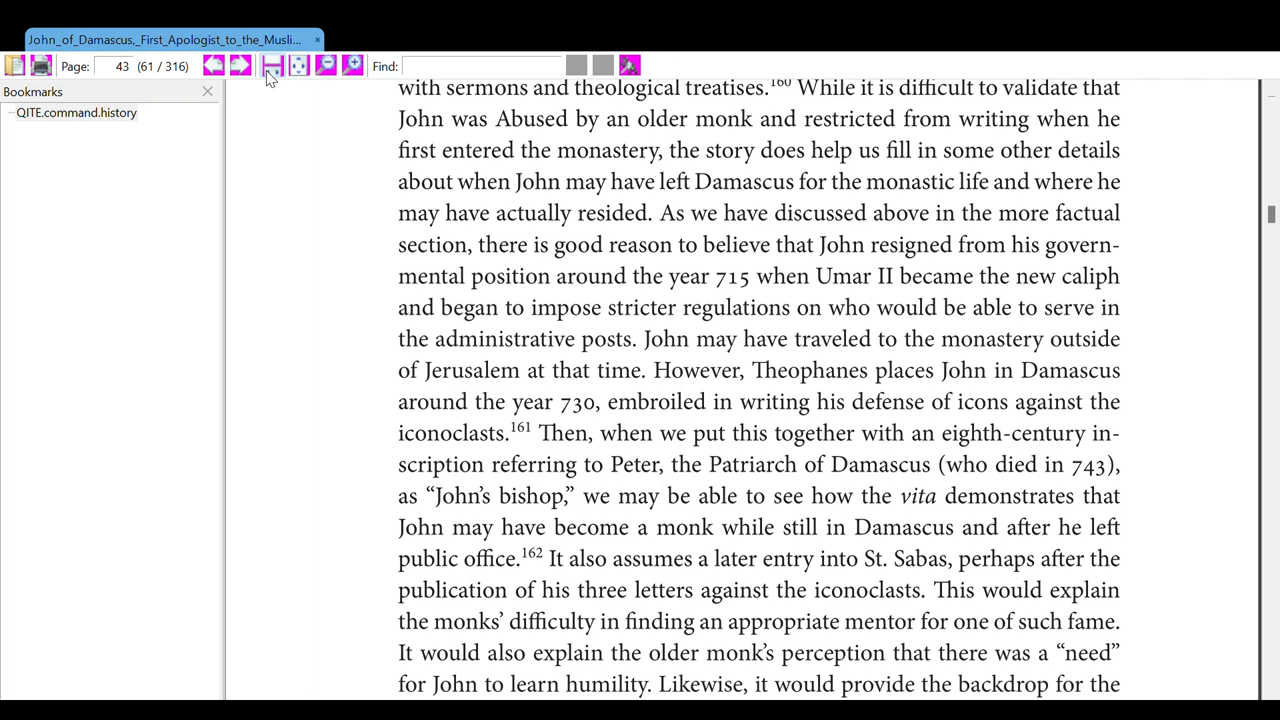 John_of_Damascus,_First_Apologist_to_the_Musli... ×
Page: 43 (61 / 316) Find:
Bookmarks
QITE.command.history
with sermons and theological treatises.160 While it is difficult to validate that
John was Abused by an older monk and restricted from writing when he
first entered the monastery, the story does help us fill in some other details
about when John may have left Damascus for the monastic life and where he
may have actually resided. As we have discussed above in the more factual
section, there is good reason to believe that John resigned from his govern-
mental position around the year 715 when Umar II became the new caliph
and began to impose stricter regulations on who would be able to serve in
the administrative posts. John may have traveled to the monastery outside
of Jerusalem at that time. However, Theophanes places John in Damascus
around the year 730, embroiled in writing his defense of icons against the
iconoclasts.161 Then, when we put this together with an eighth-century in-
scription referring to Peter, the Patriarch of Damascus (who died in 743),
as “John’s bishop,” we may be able to see how the vita demonstrates that
John may have become a monk while still in Damascus and after he left
public office.162 It also assumes a later entry into St. Sabas, perhaps after the
publication of his three letters against the iconoclasts. This would explain
the monks’ difficulty in finding an appropriate mentor for one of such fame.
It would also explain the older monk’s perception that there was a “need”
for John to learn humility. Likewise, it would provide the backdrop for the